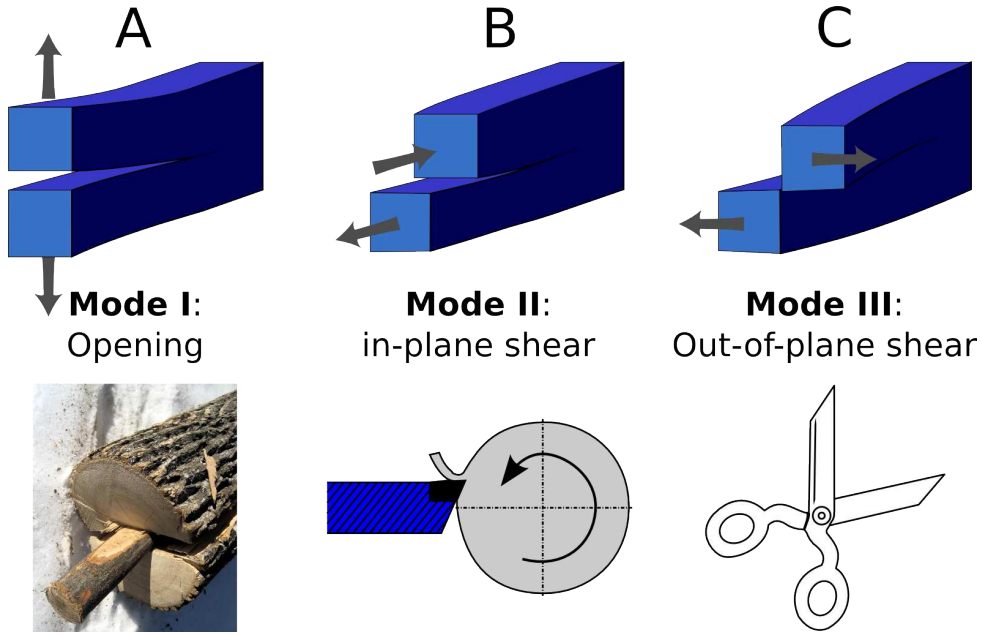 A
B
C
Mode I:
Opening
Mode II:
in-plane shear
Mode III:
Out-of-plane shear